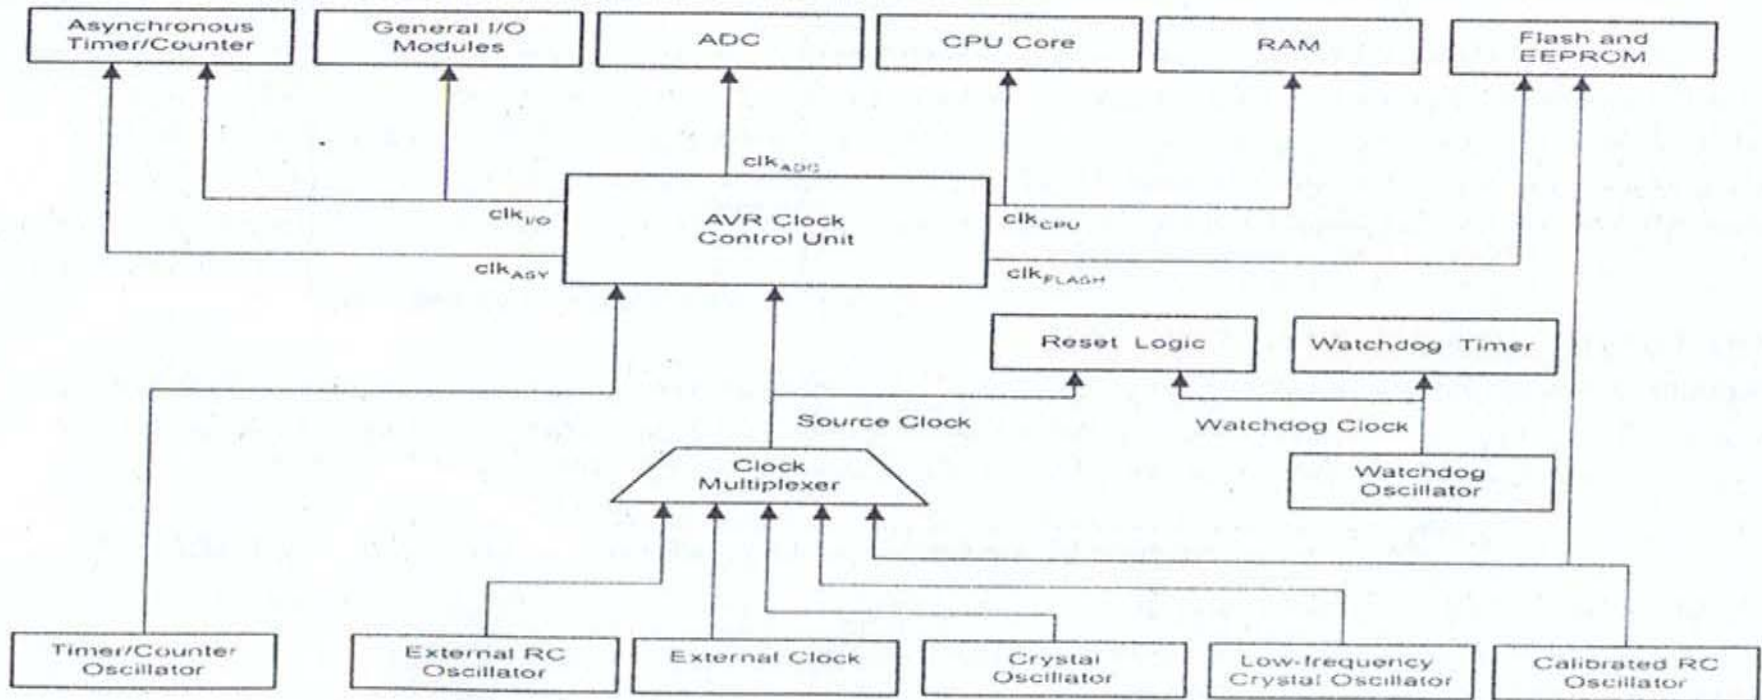 Asynchronous
Timer/Counter
General I/O
Modules
ADC
CPU Core
RAM
Flash and
EEPROM
clkADC
clkI/O
AVR Clock
Control Unit
clkCPU
clkASY
clkFLASH
Reset Logic
Watchdog Timer
Source Clock
Watchdog Clock
Clock
Multiplexer
Watchdog
Oscillator
Timer/Counter
Oscillator
External RC
Oscillator
External Clock
Crystal
Oscillator
Low-frequency
Crystal Oscillator
Calibrated RC
Oscillator